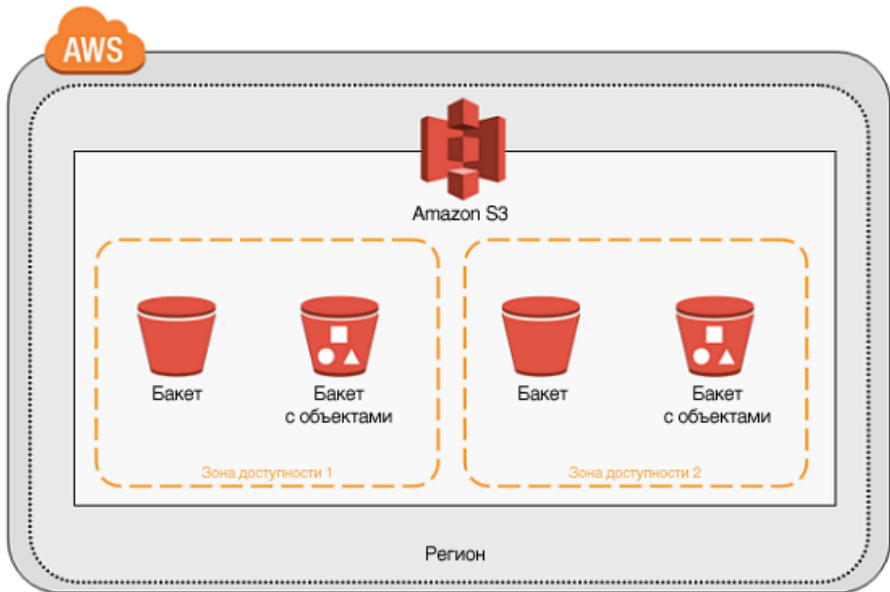 AWS
Amazon S3
Бакет
Бакет
с объектами
Зона доступности 1
Бакет
Бакет
с объектами
Зона доступности 2
Регион